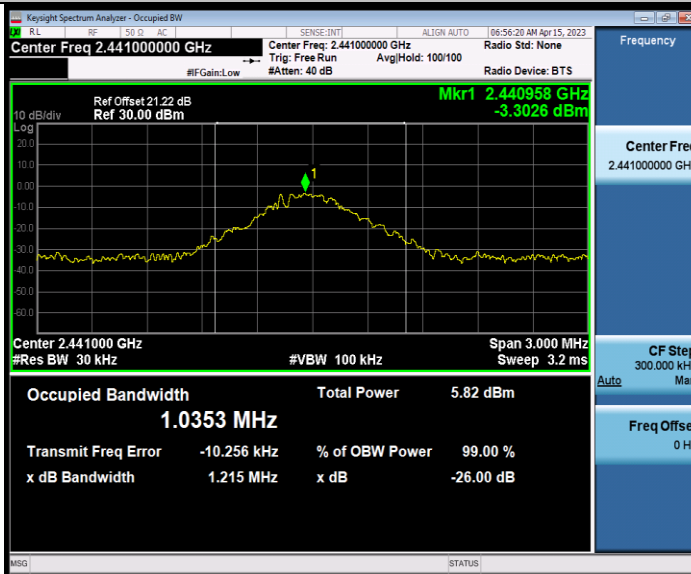 Keysight Spectrum Analyzer - Occupied BW
RL RF 50 Ω AC SENSE:INT ALIGN AUTO 06:56:20 AM Apr 15, 2023
Center Freq 2.441000000 GHz
Center Freq: 2.441000000 GHz
Radio Std: None
Trig: Free Run Avg|Hold: 100/100
#IFGain:Low #Atten: 40 dB Radio Device: BTS
Mkr1 2.440958 GHz
-3.3026 dBm
Ref Offset 21.22 dB
10 dB/div Ref 30.00 dBm
Log
20.0
10.0
0.00
-10.0
-20.0
-30.0
-40.0
-50.0
-60.0
1
Center 2.441000 GHz Span 3.000 MHz
#Res BW 30 kHz #VBW 100 kHz Sweep 3.2 ms
Occupied Bandwidth Total Power 5.82 dBm
1.0353 MHz
Transmit Freq Error -10.256 kHz % of OBW Power 99.00 %
x dB Bandwidth 1.215 MHz x dB -26.00 dB
MSG STATUS
Frequency
Center Fre
2.441000000 GH
CF Step
300.000 kH
Auto Ma
Freq Offse
0 H